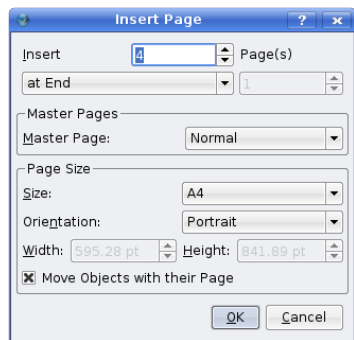 Insert Page ? x
Insert 4 Page(s)
at End 1
Master Pages
Master Page: Normal
Page Size
Size: A4
Orientation: Portrait
Width: 595.28 pt Height: 841.89 pt
Move Objects with their Page
OK Cancel